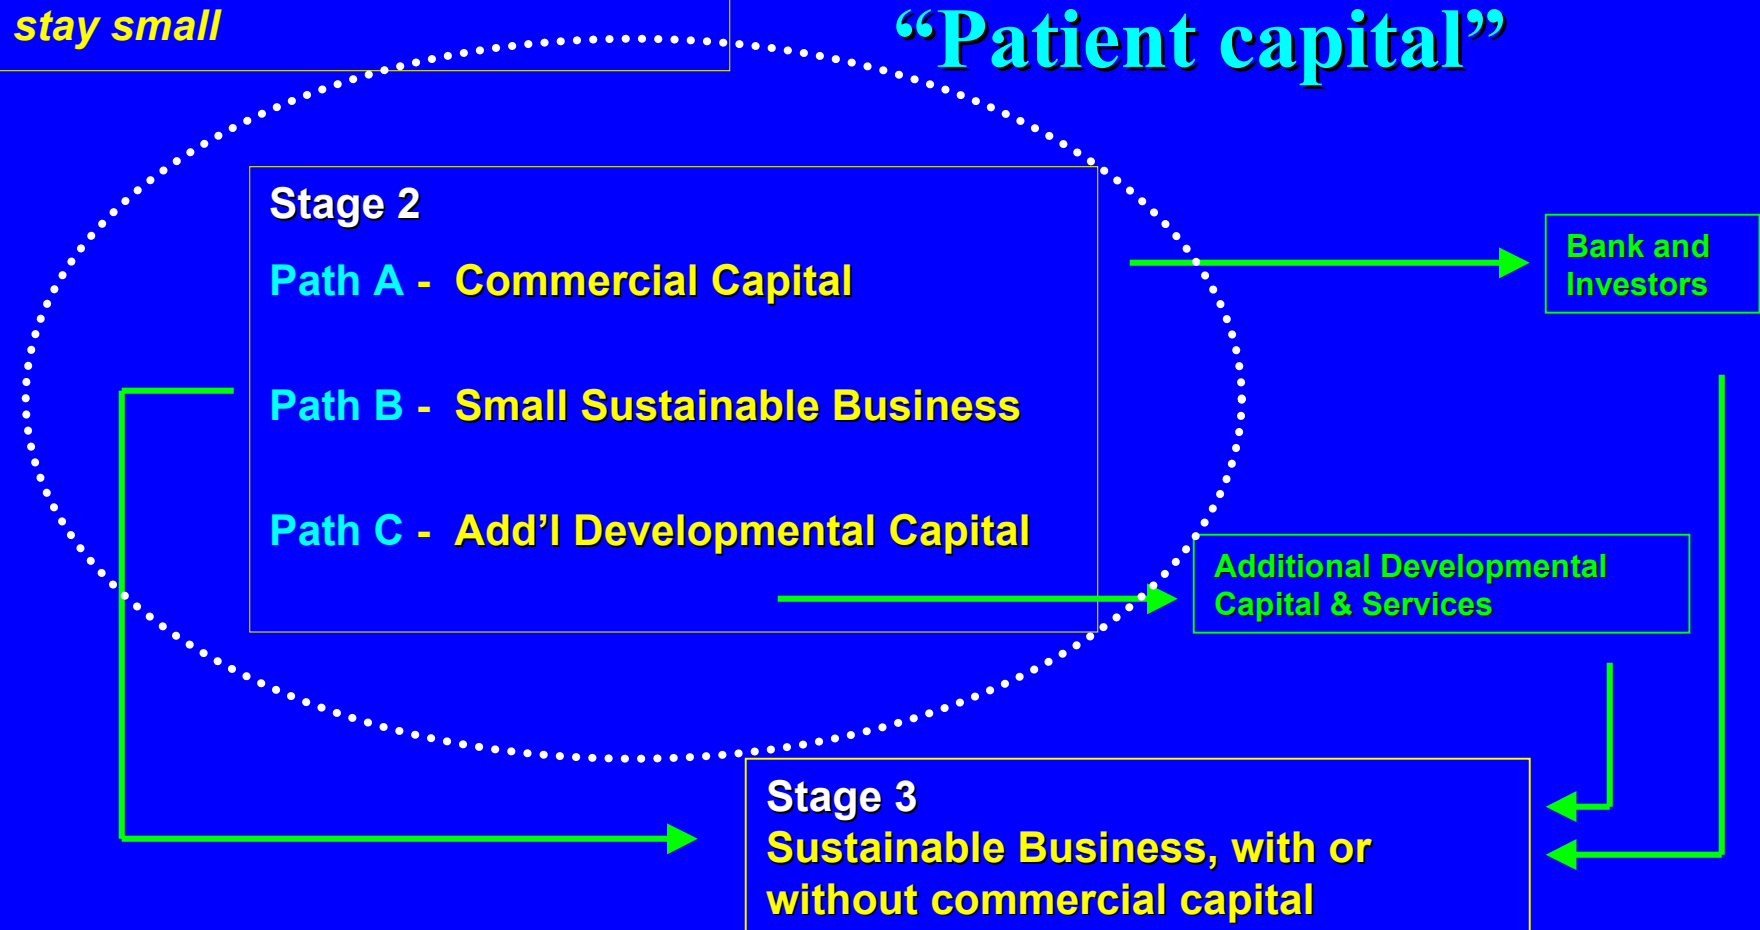 stay small
“Patient capital”
Stage 2
Path A - Commercial Capital
Path B - Small Sustainable Business
Path C - Add’l Developmental Capital
Bank and
Investors
Additional Developmental
Capital & Services
Stage 3
Sustainable Business, with or
without commercial capital